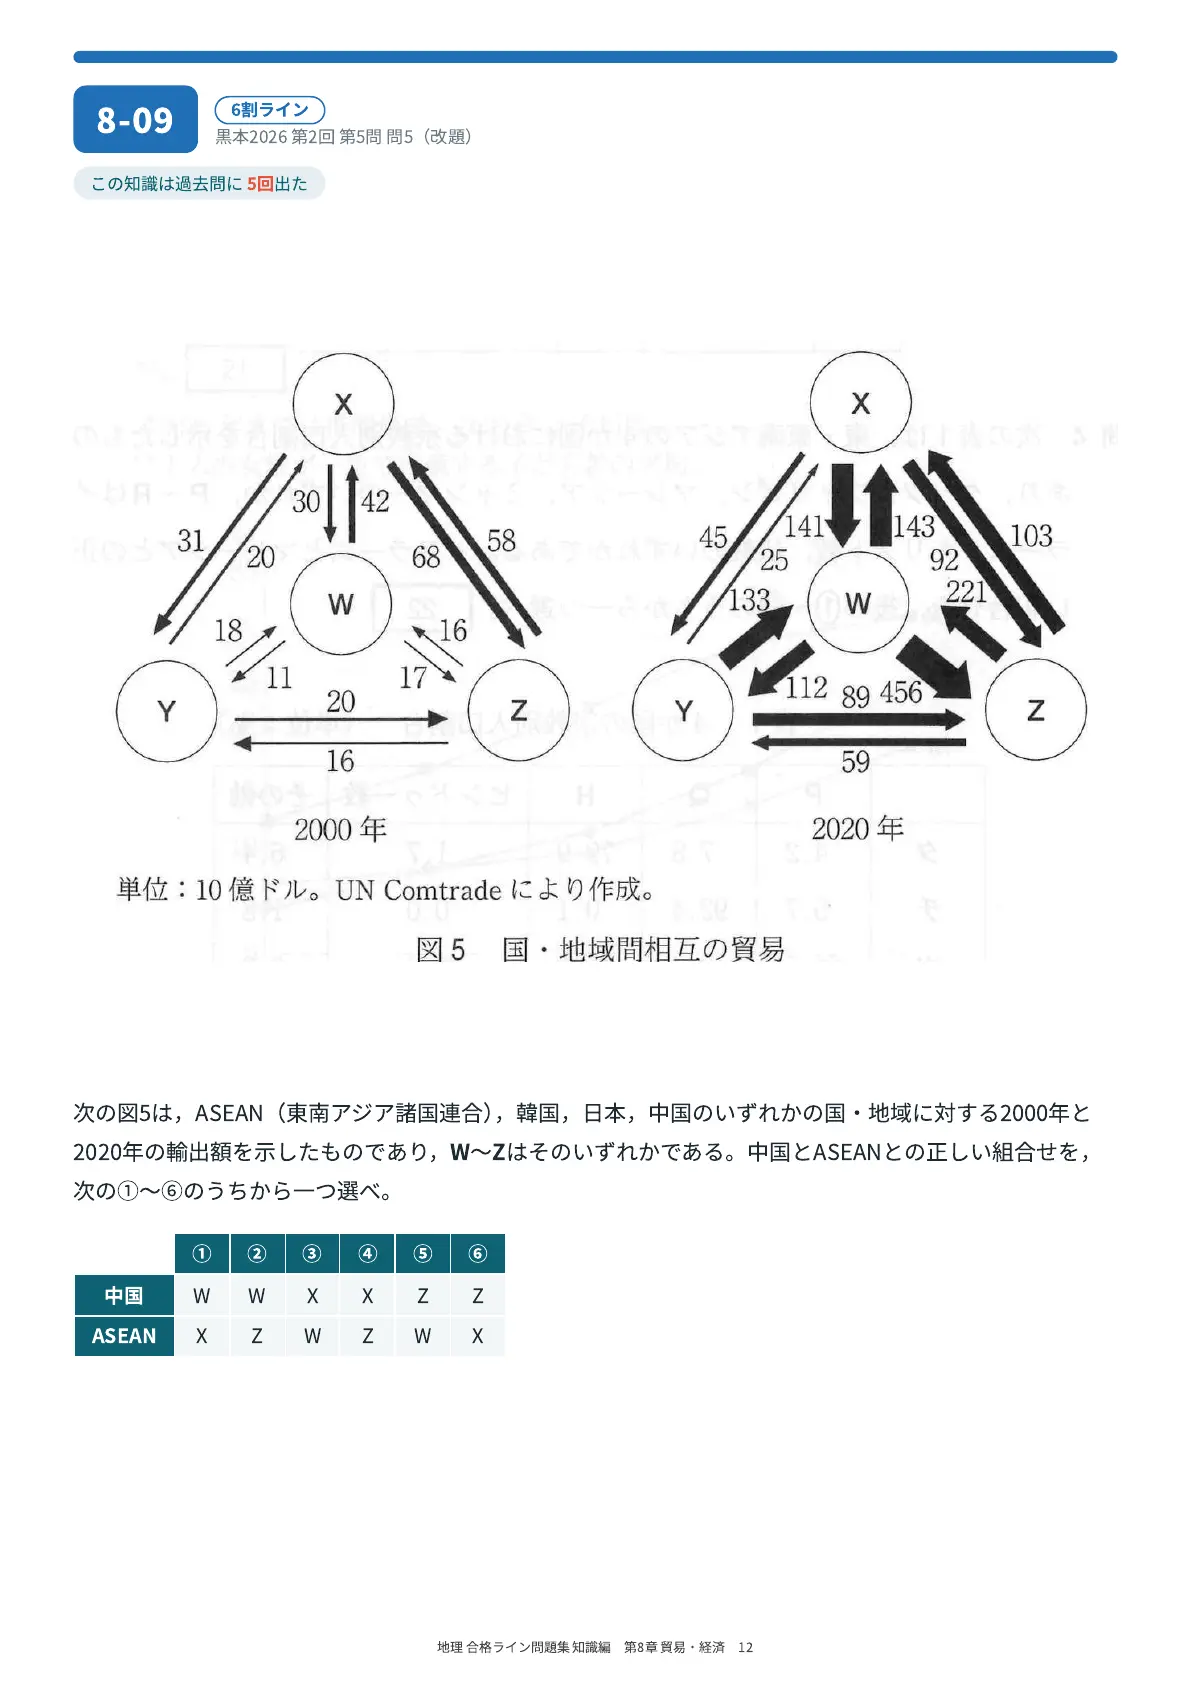 8-09
6割ライン
黒本2026 第2回 第5問 問5（改題）
この知識は過去問に 5回出た
X
30 42
31 20 68 58
W
18 11 16 17
Y 20 Z
16
2000 年
X
141 143
45 25 92 103
133 W 221
112 89 456
Y Z
59
2020 年
単位：10 億ドル。UN Comtrade により作成。
図 5 国・地域間相互の貿易
次の図5は，ASEAN（東南アジア諸国連合），韓国，日本，中国のいずれかの国・地域に対する2000年と
2020年の輸出額を示したものであり，W～Zはそのいずれかである。中国とASEANとの正しい組合せを，
次の①～⑥のうちから一つ選べ。
① ② ③ ④ ⑤ ⑥
中国 W W X X Z Z
ASEAN X Z W Z W X
地理 合格ライン問題集 知識編 第8章 貿易・経済 12